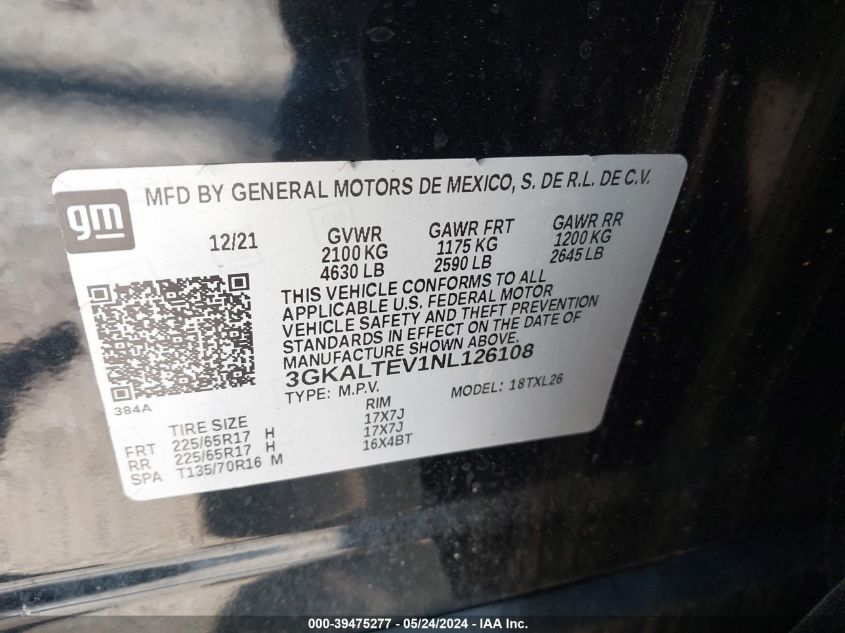 gm
MFD BY GENERAL MOTORS DE MEXICO, S. DE R.L. DE C.V.
12/21 GVWR GAWR FRT GAWR RR
2100 KG 1175 KG 1200 KG
4630 LB 2590 LB 2645 LB
THIS VEHICLE CONFORMS TO ALL
APPLICABLE U.S. FEDERAL MOTOR
VEHICLE SAFETY AND THEFT PREVENTION
STANDARDS IN EFFECT ON THE DATE OF
MANUFACTURE SHOWN ABOVE.
3GKALTEV1NL126108
TYPE: M.P.V. MODEL: 18TXL26
384A
TIRE SIZE RIM
FRT 225/65R17 H 17X7J
RR 225/65R17 H 17X7J
SPA T135/70R16 M 16X4BT
000-39475277 - 05/24/2024 - IAA Inc.